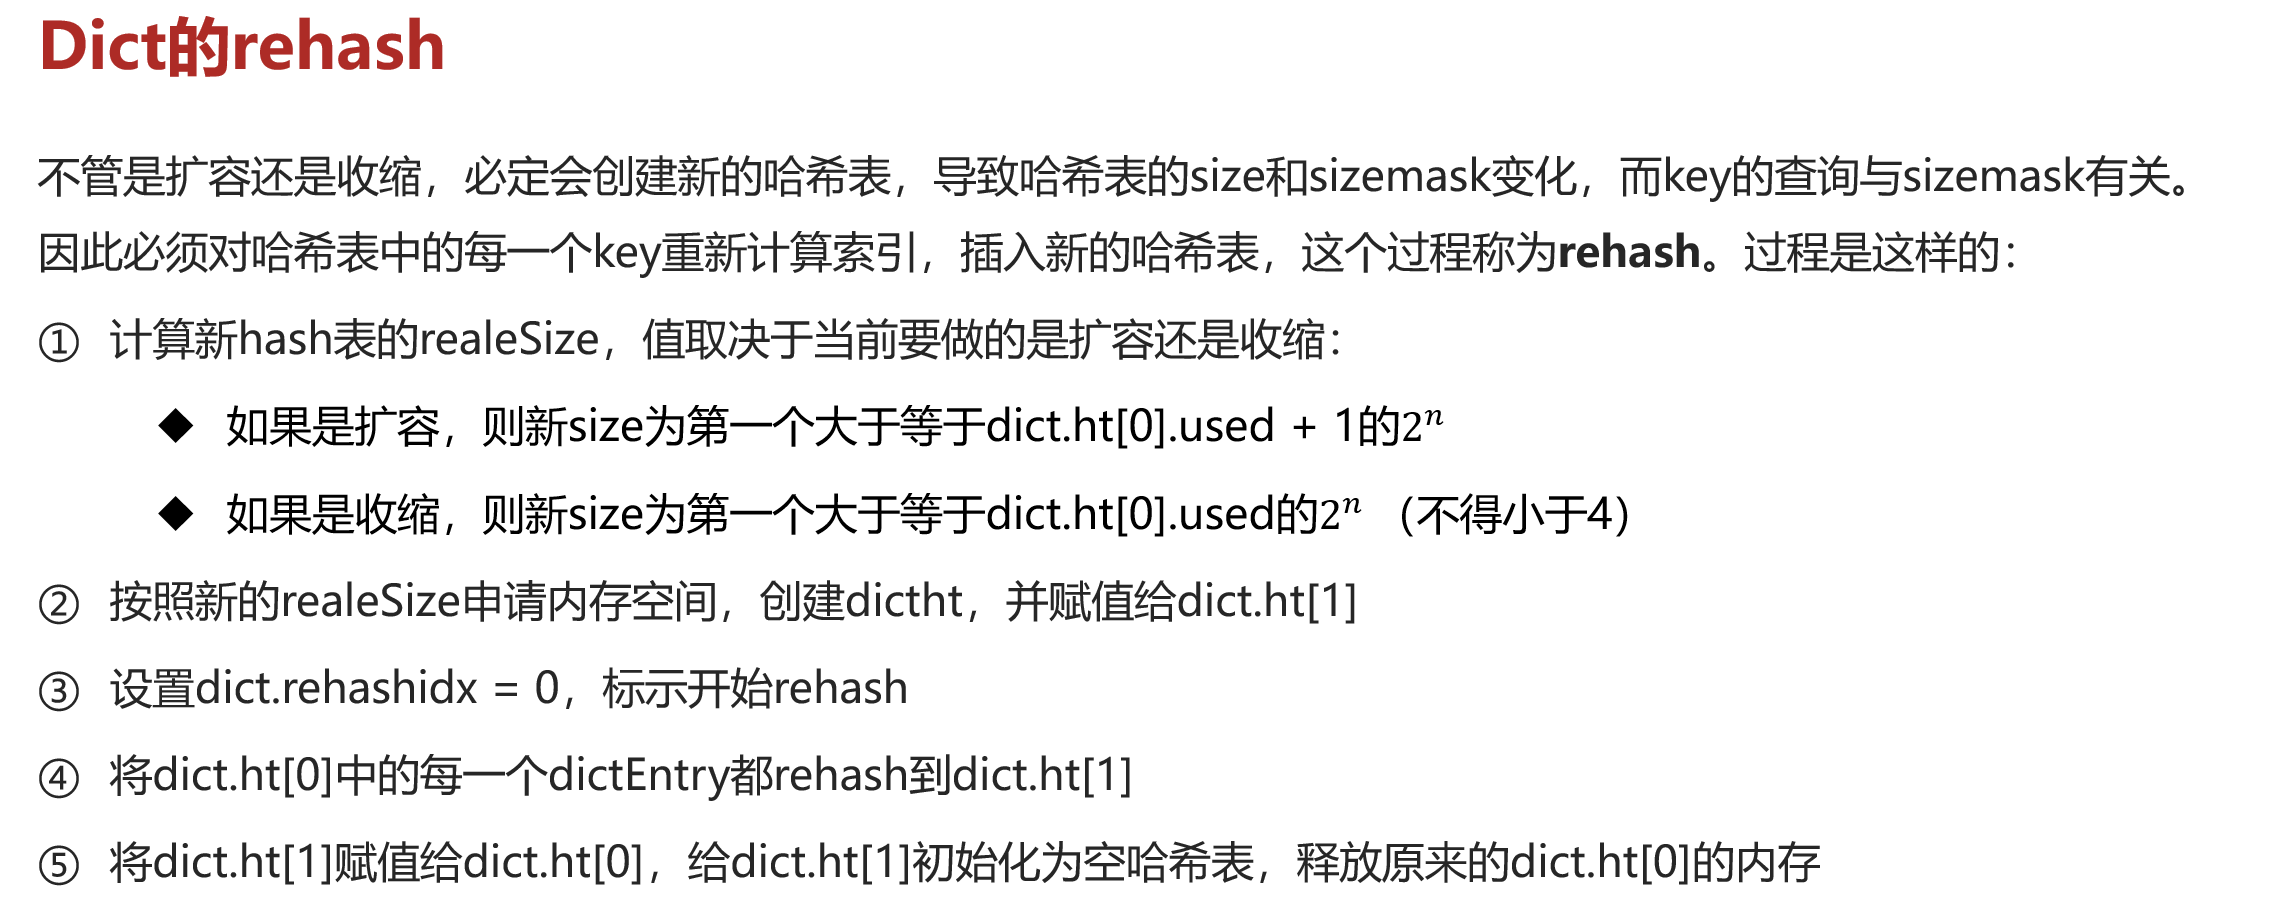 Dict的rehash
不管是扩容还是收缩，必定会创建新的哈希表，导致哈希表的size和sizemask变化，而key的查询与sizemask有关。
因此必须对哈希表中的每一个key重新计算索引，插入新的哈希表，这个过程称为rehash。过程是这样的：
① 计算新hash表的realeSize，值取决于当前要做的是扩容还是收缩：
◆ 如果是扩容，则新size为第一个大于等于dict.ht[0].used + 1的2ⁿ
◆ 如果是收缩，则新size为第一个大于等于dict.ht[0].used的2ⁿ （不得小于4）
② 按照新的realeSize申请内存空间，创建dictht，并赋值给dict.ht[1]
③ 设置dict.rehashidx = 0，标示开始rehash
④ 将dict.ht[0]中的每一个dictEntry都rehash到dict.ht[1]
⑤ 将dict.ht[1]赋值给dict.ht[0]，给dict.ht[1]初始化为空哈希表，释放原来的dict.ht[0]的内存